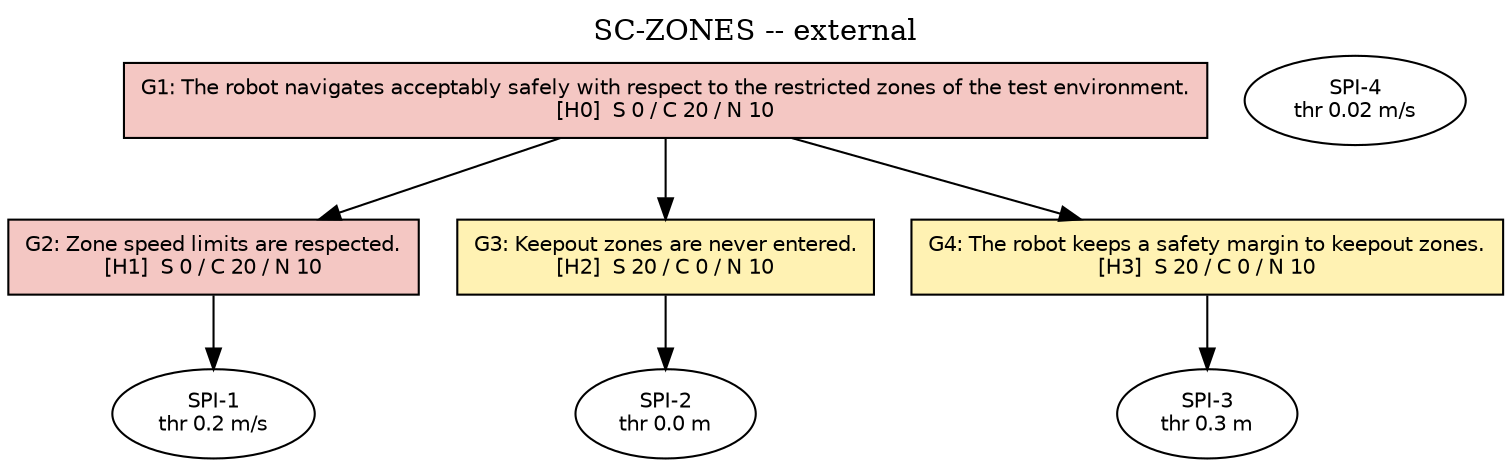 SC-ZONES -- external
G1: The robot navigates acceptably safely with respect to the restricted zones of the test environment.
[H0]  S 0 / C 20 / N 10
SPI-4
thr 0.02 m/s
G2: Zone speed limits are respected.
[H1]  S 0 / C 20 / N 10
G3: Keepout zones are never entered.
[H2]  S 20 / C 0 / N 10
G4: The robot keeps a safety margin to keepout zones.
[H3]  S 20 / C 0 / N 10
SPI-1
thr 0.2 m/s
SPI-2
thr 0.0 m
SPI-3
thr 0.3 m